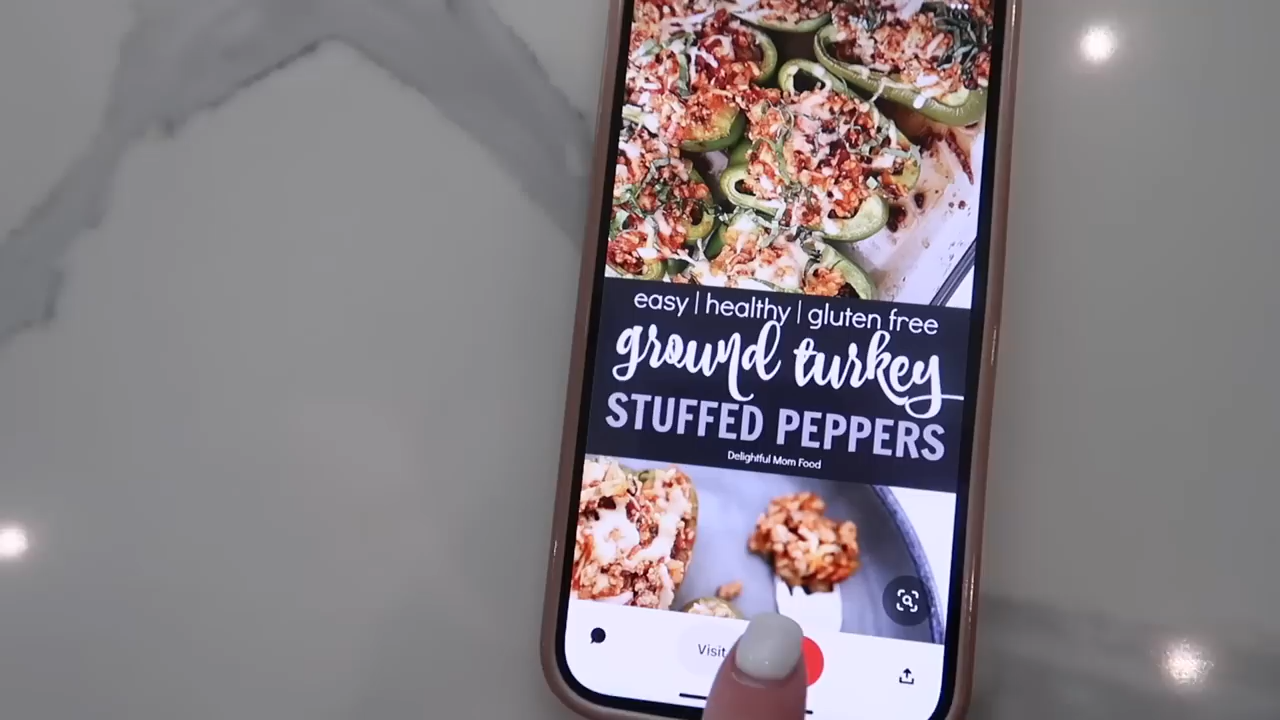 easy | healthy | gluten free
ground turkey
STUFFED PEPPERS
Delightful Mom Food
Visit